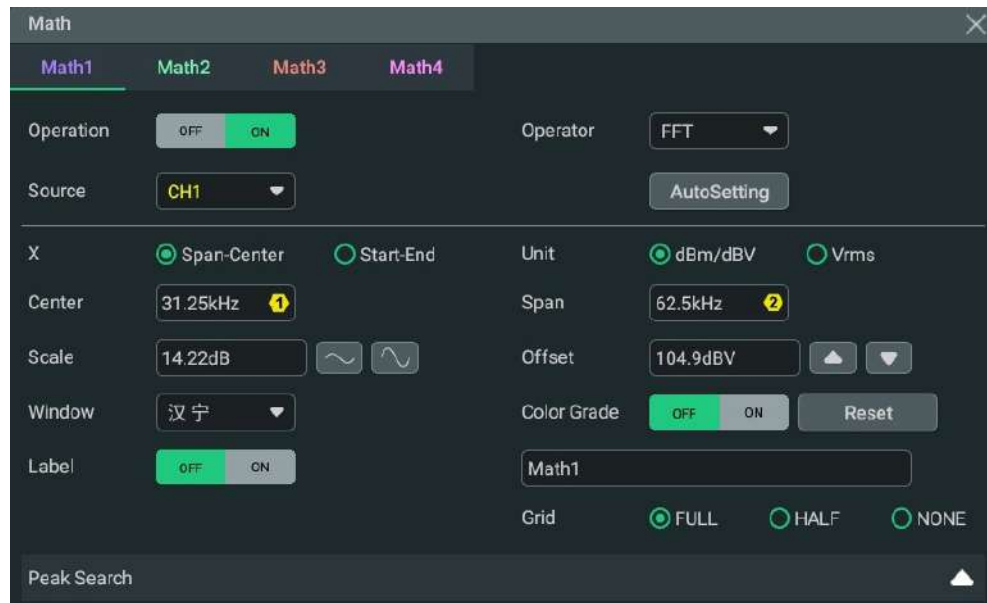 Math
Math1 Math2 Math3 Math4
Operation OFF ON Operator FFT
Source CH1 AutoSetting
X Span-Center Start-End Unit dBm/dBV Vrms
Center 31.25kHz 1 Span 62.5kHz 2
Scale 14.22dB Offset 104.9dBV
Window 汉宁 Color Grade OFF ON Reset
Label OFF ON Math1
Grid FULL HALF NONE
Peak Search